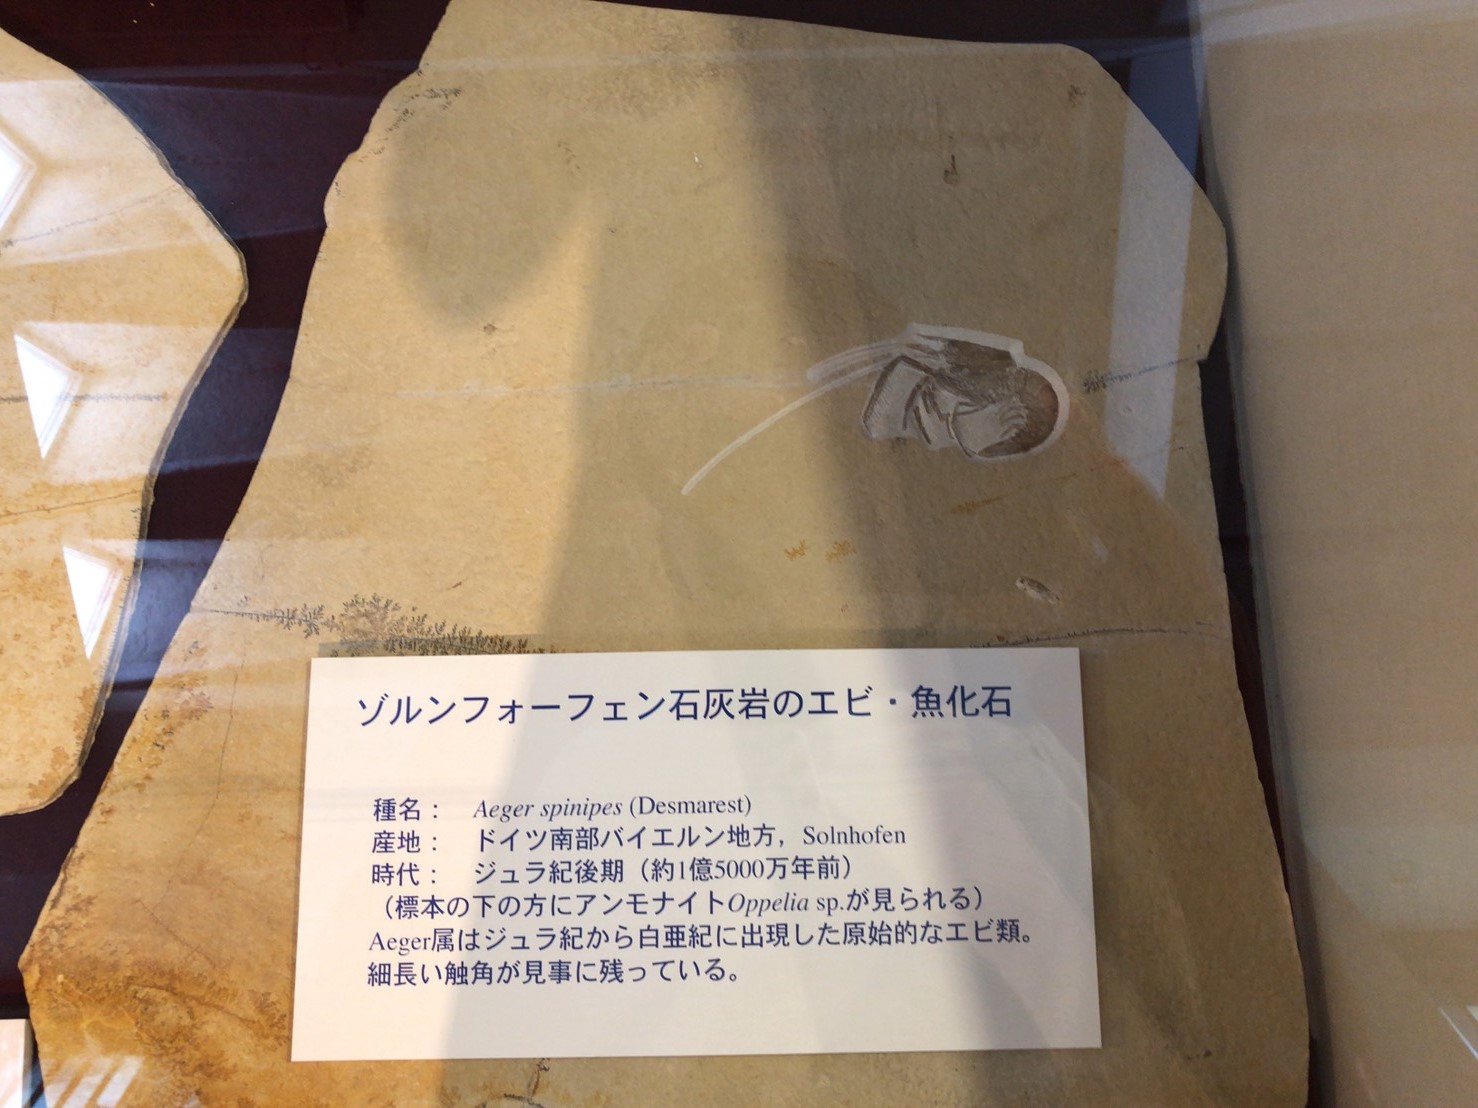 ゾルンフォーフェン石灰岩のエビ・魚化石
種名： Aeger spinipes (Desmarest)
産地： ドイツ南部バイエルン地方，Solnhofen
時代： ジュラ紀後期（約1億5000万年前）
（標本の下の方にアンモナイトOppelia sp.が見られる）
Aeger属はジュラ紀から白亜紀に出現した原始的なエビ類。
細長い触角が見事に残っている。